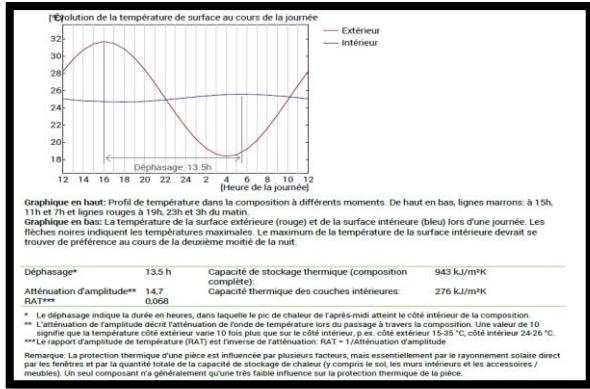 [°C]Évolution de la température de surface au cours de la journée
Extérieur
Intérieur
32
30
28
26
24
22
20
18
Déphasage: 13.5h
12 14 16 18 20 22 24 2 4 6 8 10 12
[Heure de la journée]
Graphique en haut: Profil de température dans la composition à différents moments. De haut en bas, lignes marrons: à 15h,
11h et 7h et lignes rouges à 19h, 23h et 3h du matin.
Graphique en bas: La température de la surface extérieure (rouge) et de la surface intérieure (bleu) lors d'une journée. Les
flèches noires indiquent les températures maximales. Le maximum de la température de la surface intérieure devrait se
trouver de préférence au cours de la deuxième moitié de la nuit.
Déphasage* 13,5 h Capacité de stockage thermique (composition 943 kJ/m²K
complète):
Atténuation d'amplitude** 14,7 Capacité thermique des couches intérieures: 276 kJ/m²K
RAT*** 0,068
* Le déphasage indique la durée en heures, dans laquelle le pic de chaleur de l'après-midi atteint le côté intérieur de la composition.
** L'atténuation de l'amplitude décrit l'atténuation de l'onde de température lors du passage à travers la composition. Une valeur de 10
signifie que la température côté extérieur varie 10 fois plus que sur le côté intérieur, p.ex. côté extérieur 15-35 °C, côté intérieur 24-26 °C.
*** Le rapport d'amplitude de température (RAT) est l'inverse de l'atténuation: RAT = 1/Atténuation d'amplitude
Remarque: La protection thermique d'une pièce est influencée par plusieurs facteurs, mais essentiellement par le rayonnement solaire direct
par les fenêtres et par la quantité totale de la capacité de stockage de chaleur (y compris le sol, les murs intérieurs et les accessoires /
meubles). Un seul composant n'a généralement qu'une très faible influence sur la protection thermique de la pièce.